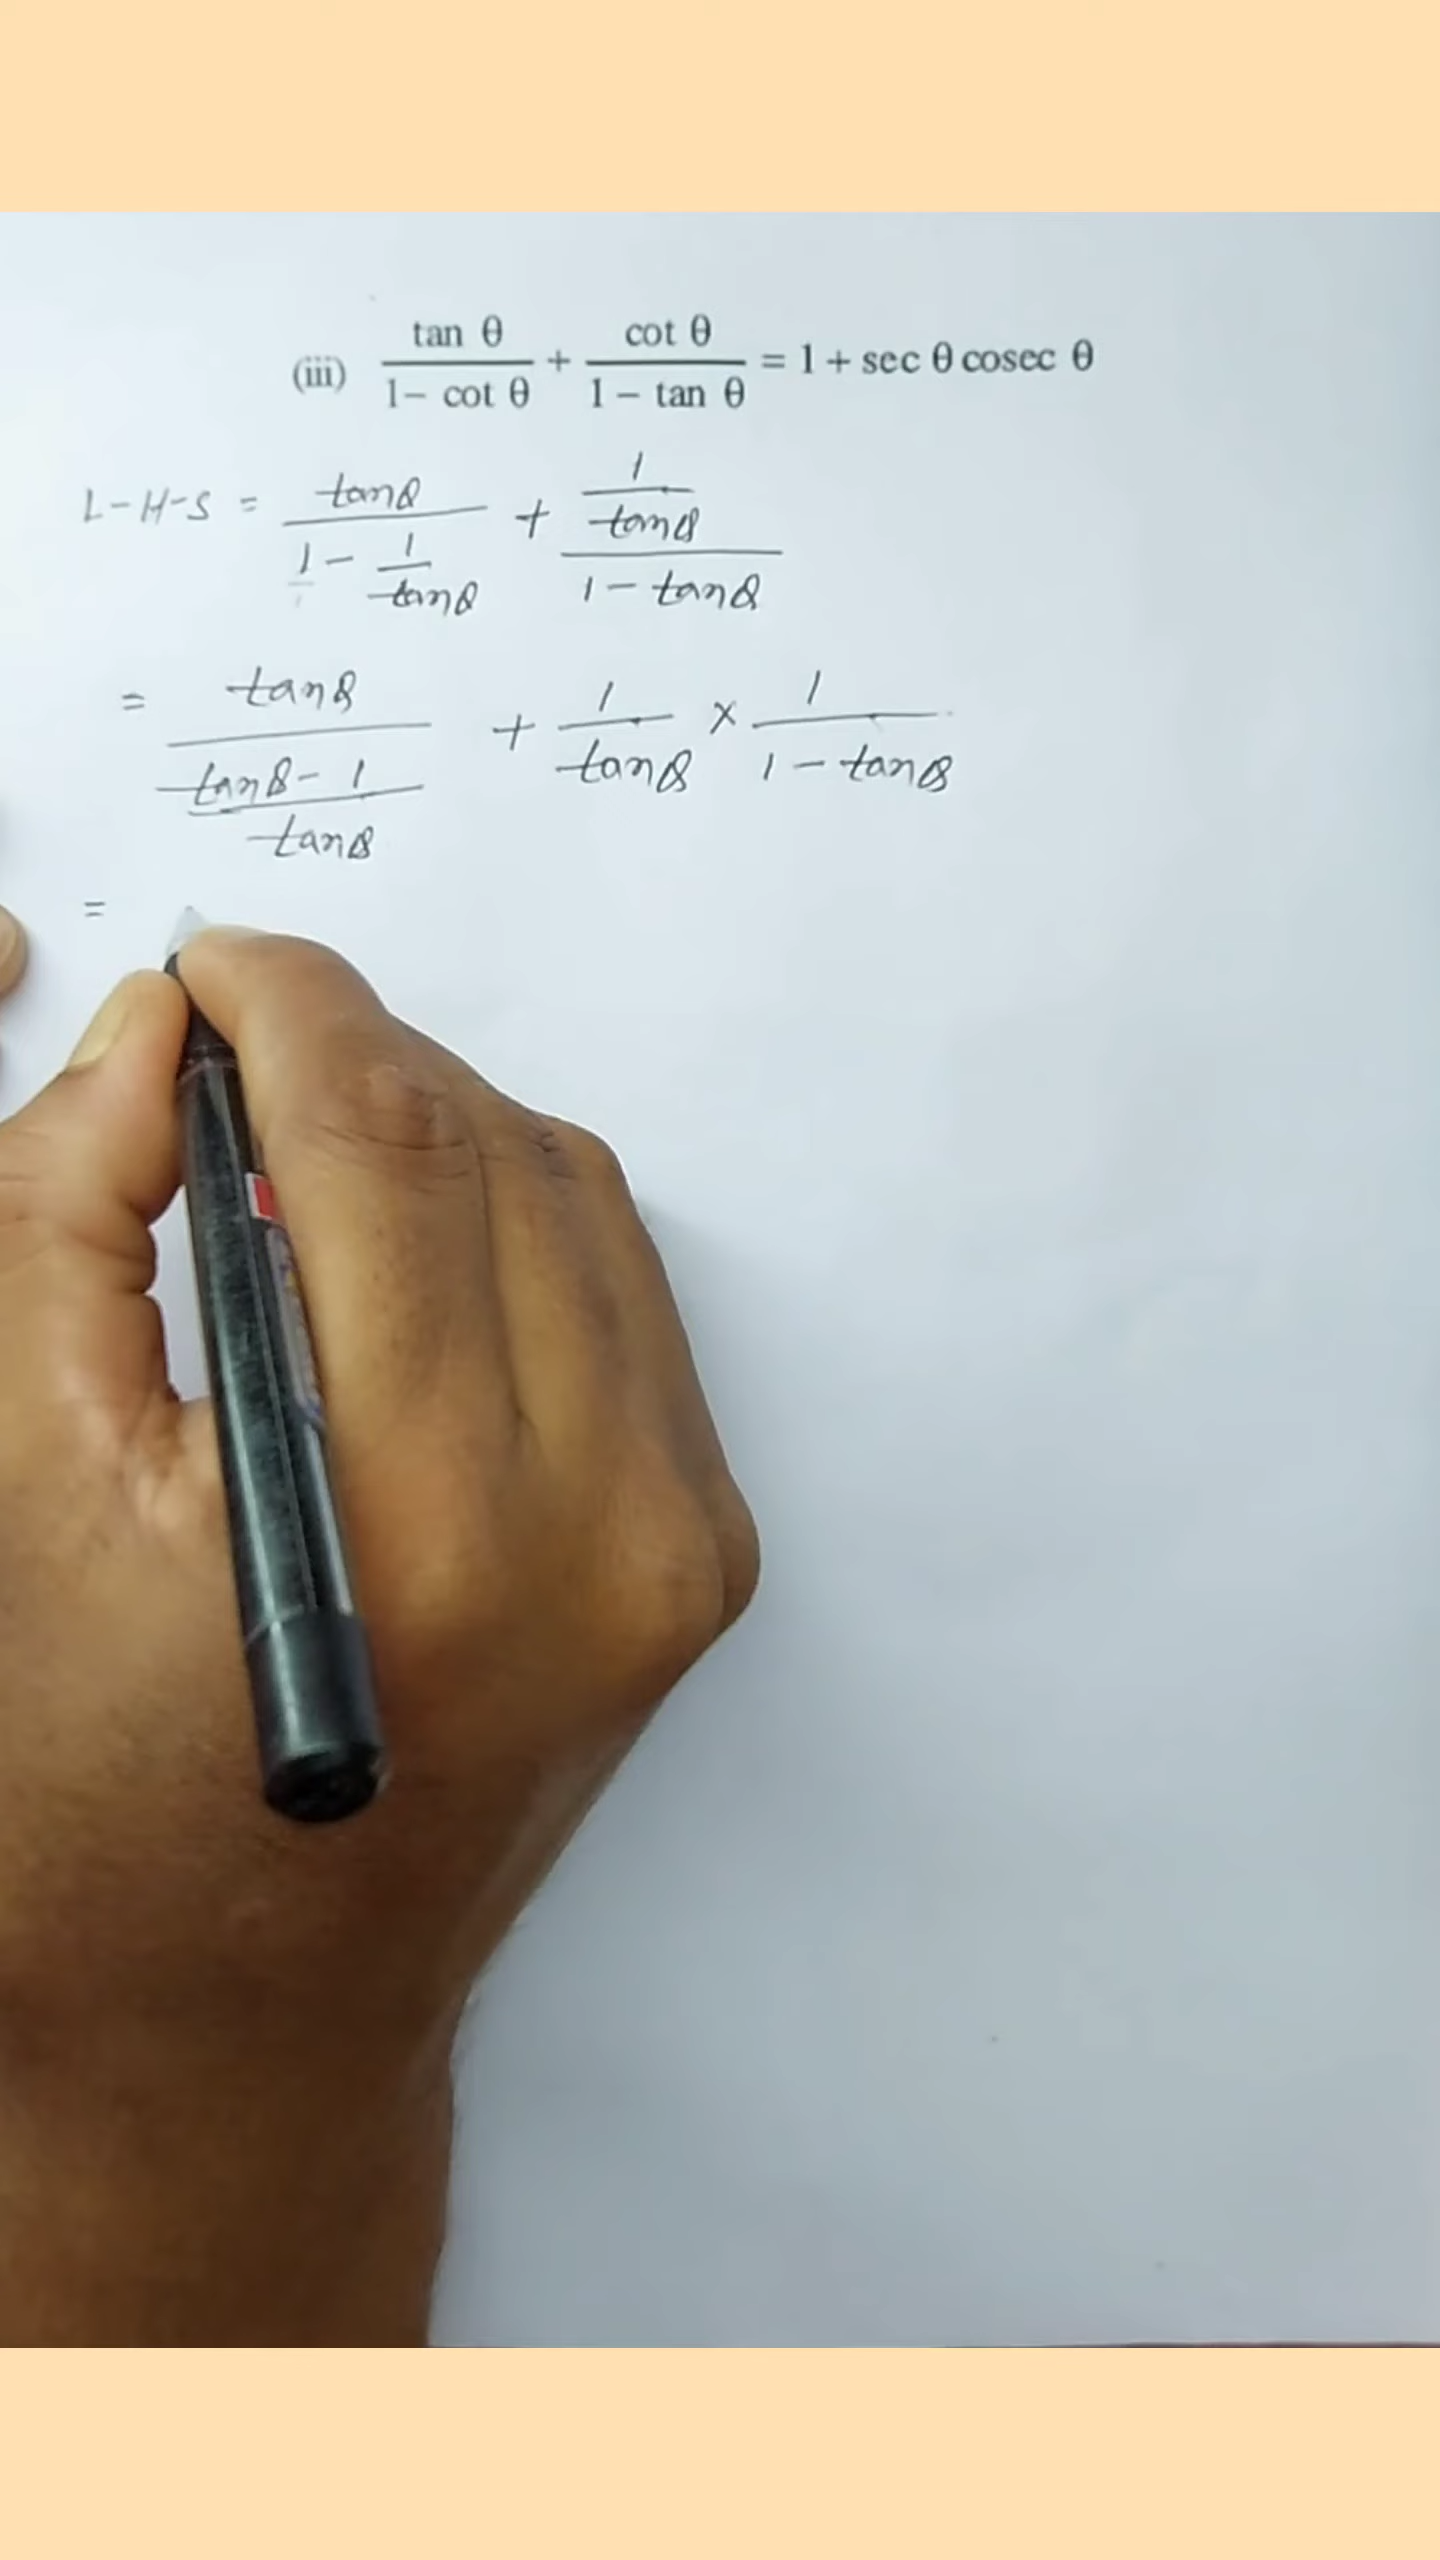 (iii) tan θ / 1 − cot θ + cot θ / 1 − tan θ = 1 + sec θ cosec θ
L-H-S = tanθ / 1 − 1/tanθ + 1/tanθ / 1 − tanθ
= tanθ / tanθ − 1 / tanθ + 1/tanθ × 1 / 1 − tanθ
=